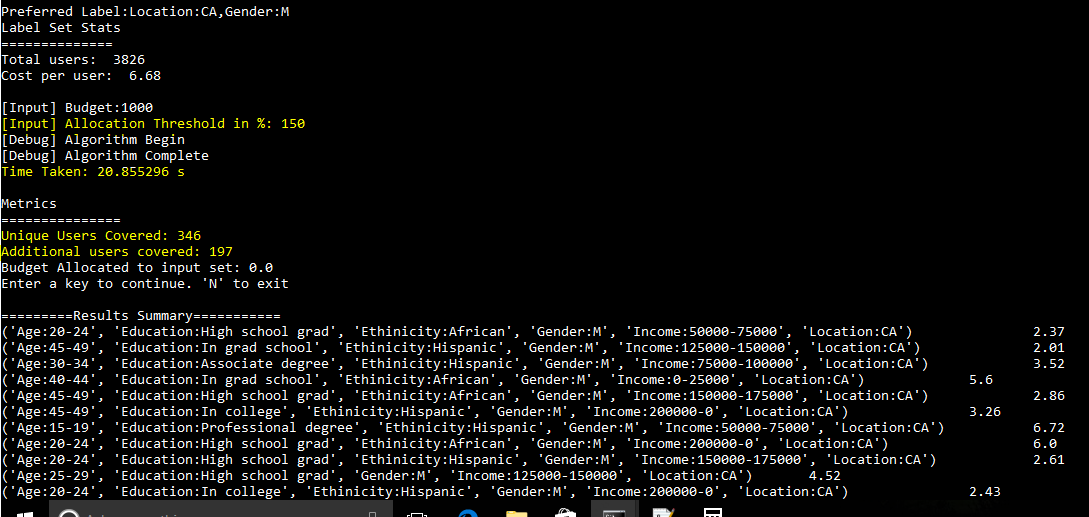 Preferred Label:Location:CA,Gender:M
Label Set Stats
==============
Total users:  3826
Cost per user:  6.68
[Input] Budget:1000
[Input] Allocation Threshold in %: 150
[Debug] Algorithm Begin
[Debug] Algorithm Complete
Time Taken: 20.855296 s
Metrics
===============
Unique Users Covered: 346
Additional users covered: 197
Budget Allocated to input set: 0.0
Enter a key to continue. 'N' to exit
=========Results Summary===========
('Age:20-24', 'Education:High school grad', 'Ethinicity:African', 'Gender:M', 'Income:50000-75000', 'Location:CA') 2.37
('Age:45-49', 'Education:In grad school', 'Ethinicity:Hispanic', 'Gender:M', 'Income:125000-150000', 'Location:CA') 2.01
('Age:30-34', 'Education:Associate degree', 'Ethinicity:Hispanic', 'Gender:M', 'Income:75000-100000', 'Location:CA') 3.52
('Age:40-44', 'Education:In grad school', 'Ethinicity:African', 'Gender:M', 'Income:0-25000', 'Location:CA') 5.6
('Age:45-49', 'Education:High school grad', 'Ethinicity:African', 'Gender:M', 'Income:150000-175000', 'Location:CA') 2.86
('Age:45-49', 'Education:In college', 'Ethinicity:Hispanic', 'Gender:M', 'Income:200000-0', 'Location:CA') 3.26
('Age:15-19', 'Education:Professional degree', 'Ethinicity:Hispanic', 'Gender:M', 'Income:50000-75000', 'Location:CA') 6.72
('Age:20-24', 'Education:High school grad', 'Ethinicity:African', 'Gender:M', 'Income:200000-0', 'Location:CA') 6.0
('Age:20-24', 'Education:High school grad', 'Ethinicity:Hispanic', 'Gender:M', 'Income:150000-175000', 'Location:CA') 2.61
('Age:25-29', 'Education:High school grad', 'Gender:M', 'Income:125000-150000', 'Location:CA') 4.52
('Age:20-24', 'Education:In college', 'Ethinicity:Hispanic', 'Gender:M', 'Income:200000-0', 'Location:CA') 2.43